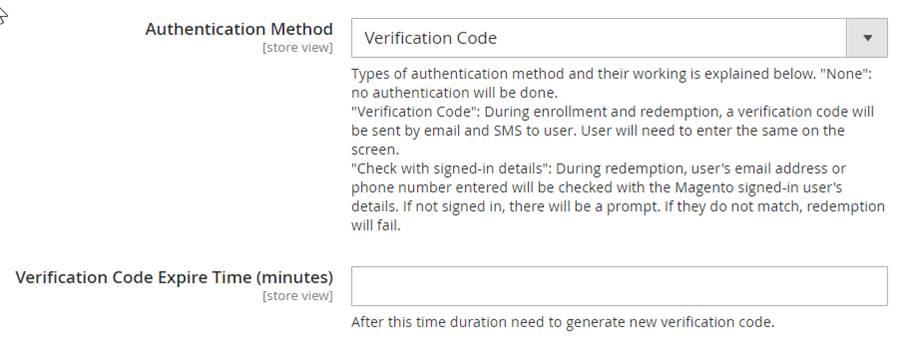 Authentication Method
[store view]
Verification Code
Types of authentication method and their working is explained below. "None":
no authentication will be done.
"Verification Code": During enrollment and redemption, a verification code will
be sent by email and SMS to user. User will need to enter the same on the
screen.
"Check with signed-in details": During redemption, user's email address or
phone number entered will be checked with the Magento signed-in user's
details. If not signed in, there will be a prompt. If they do not match, redemption
will fail.
Verification Code Expire Time (minutes)
[store view]
After this time duration need to generate new verification code.